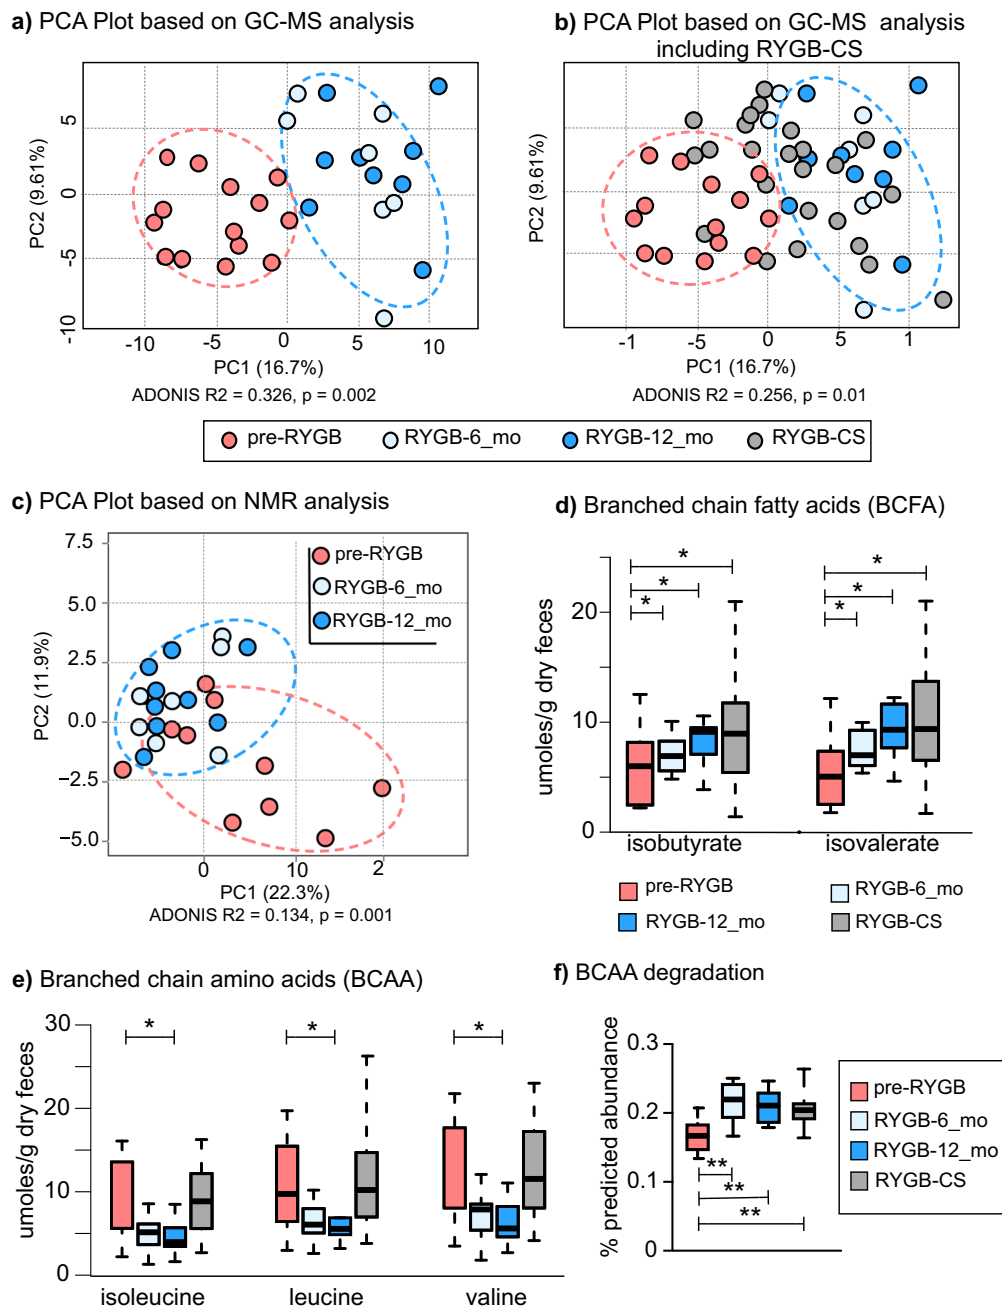 a) PCA Plot based on GC-MS analysis
5
0
-5
-10
PC2 (9.61%)
-10
-5
0
5
10
PC1 (16.7%)
ADONIS R2 = 0.326, p = 0.002
b) PCA Plot based on GC-MS analysis
including RYGB-CS
PC2 (9.61%)
-1
-5
0
5
1
PC1 (16.7%)
ADONIS R2 = 0.256, p = 0.01
pre-RYGB
RYGB-6_mo
RYGB-12_mo
RYGB-CS
c) PCA Plot based on NMR analysis
7.5
5.0
2.5
0.0
−2.5
-5.0
PC2 (11.9%)
pre-RYGB
RYGB-6_mo
RYGB-12_mo
0
10
2
PC1 (22.3%)
ADONIS R2 = 0.134, p = 0.001
d) Branched chain fatty acids (BCFA)
umoles/g dry feces
20
10
0
*
*
*
*
*
*
isobutyrate
isovalerate
pre-RYGB
RYGB-6_mo
RYGB-12_mo
RYGB-CS
e) Branched chain amino acids (BCAA)
umoles/g dry feces
30
20
10
0
*
*
*
isoleucine
leucine
valine
f) BCAA degradation
% predicted abundance
0.3
0.2
0.1
0
**
**
**
pre-RYGB
RYGB-6_mo
RYGB-12_mo
RYGB-CS